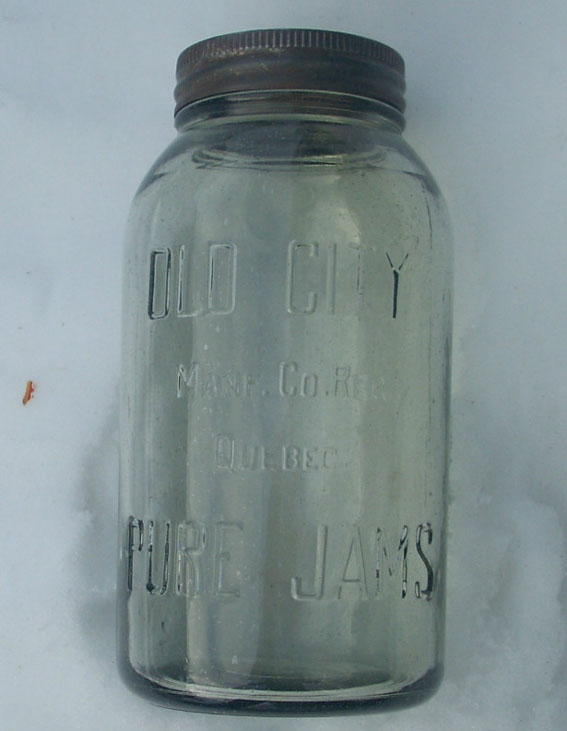 OLD CITY
MANF. CO. REG
QUEBEC.
PURE JAMS